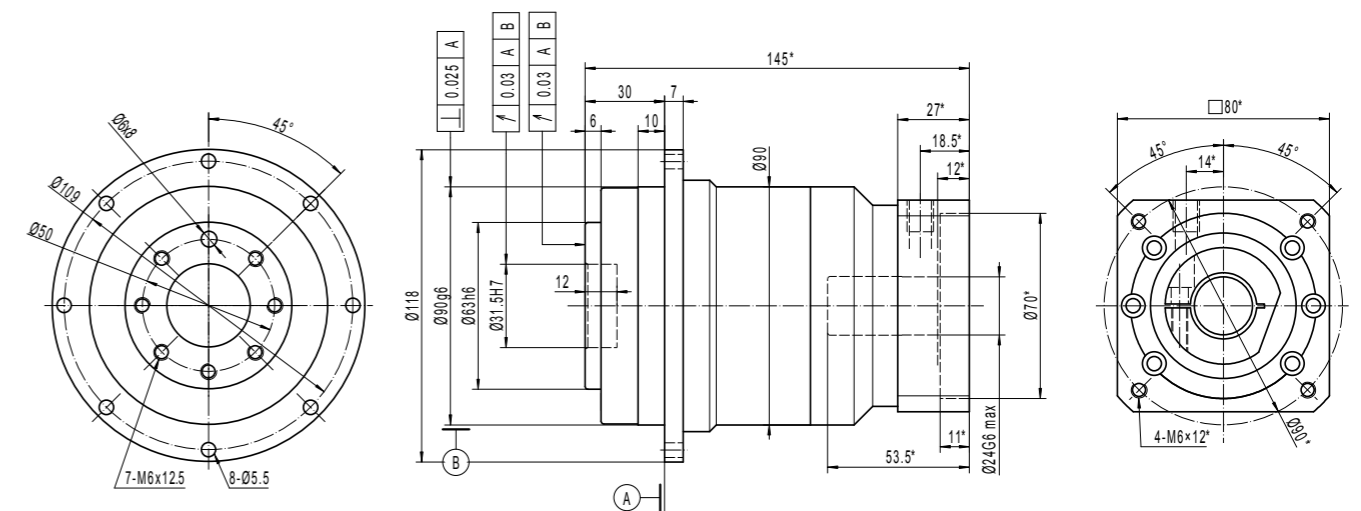 Ø6x8
45°
Ø109
Ø50
7-M6x12.5
8-Ø5.5
⊥ 0.025 A
↗ 0.03 A B
↗ 0.03 A B
145*
30
7
6
10
27*
18.5*
12*
Ø118
Ø90g6
Ø63h6
Ø31.5H7
12
Ø90
Ø70*
Ø24G6 max
11*
53.5*
B
A
□80*
45°
45°
14*
4-M6×12*
Ø90*